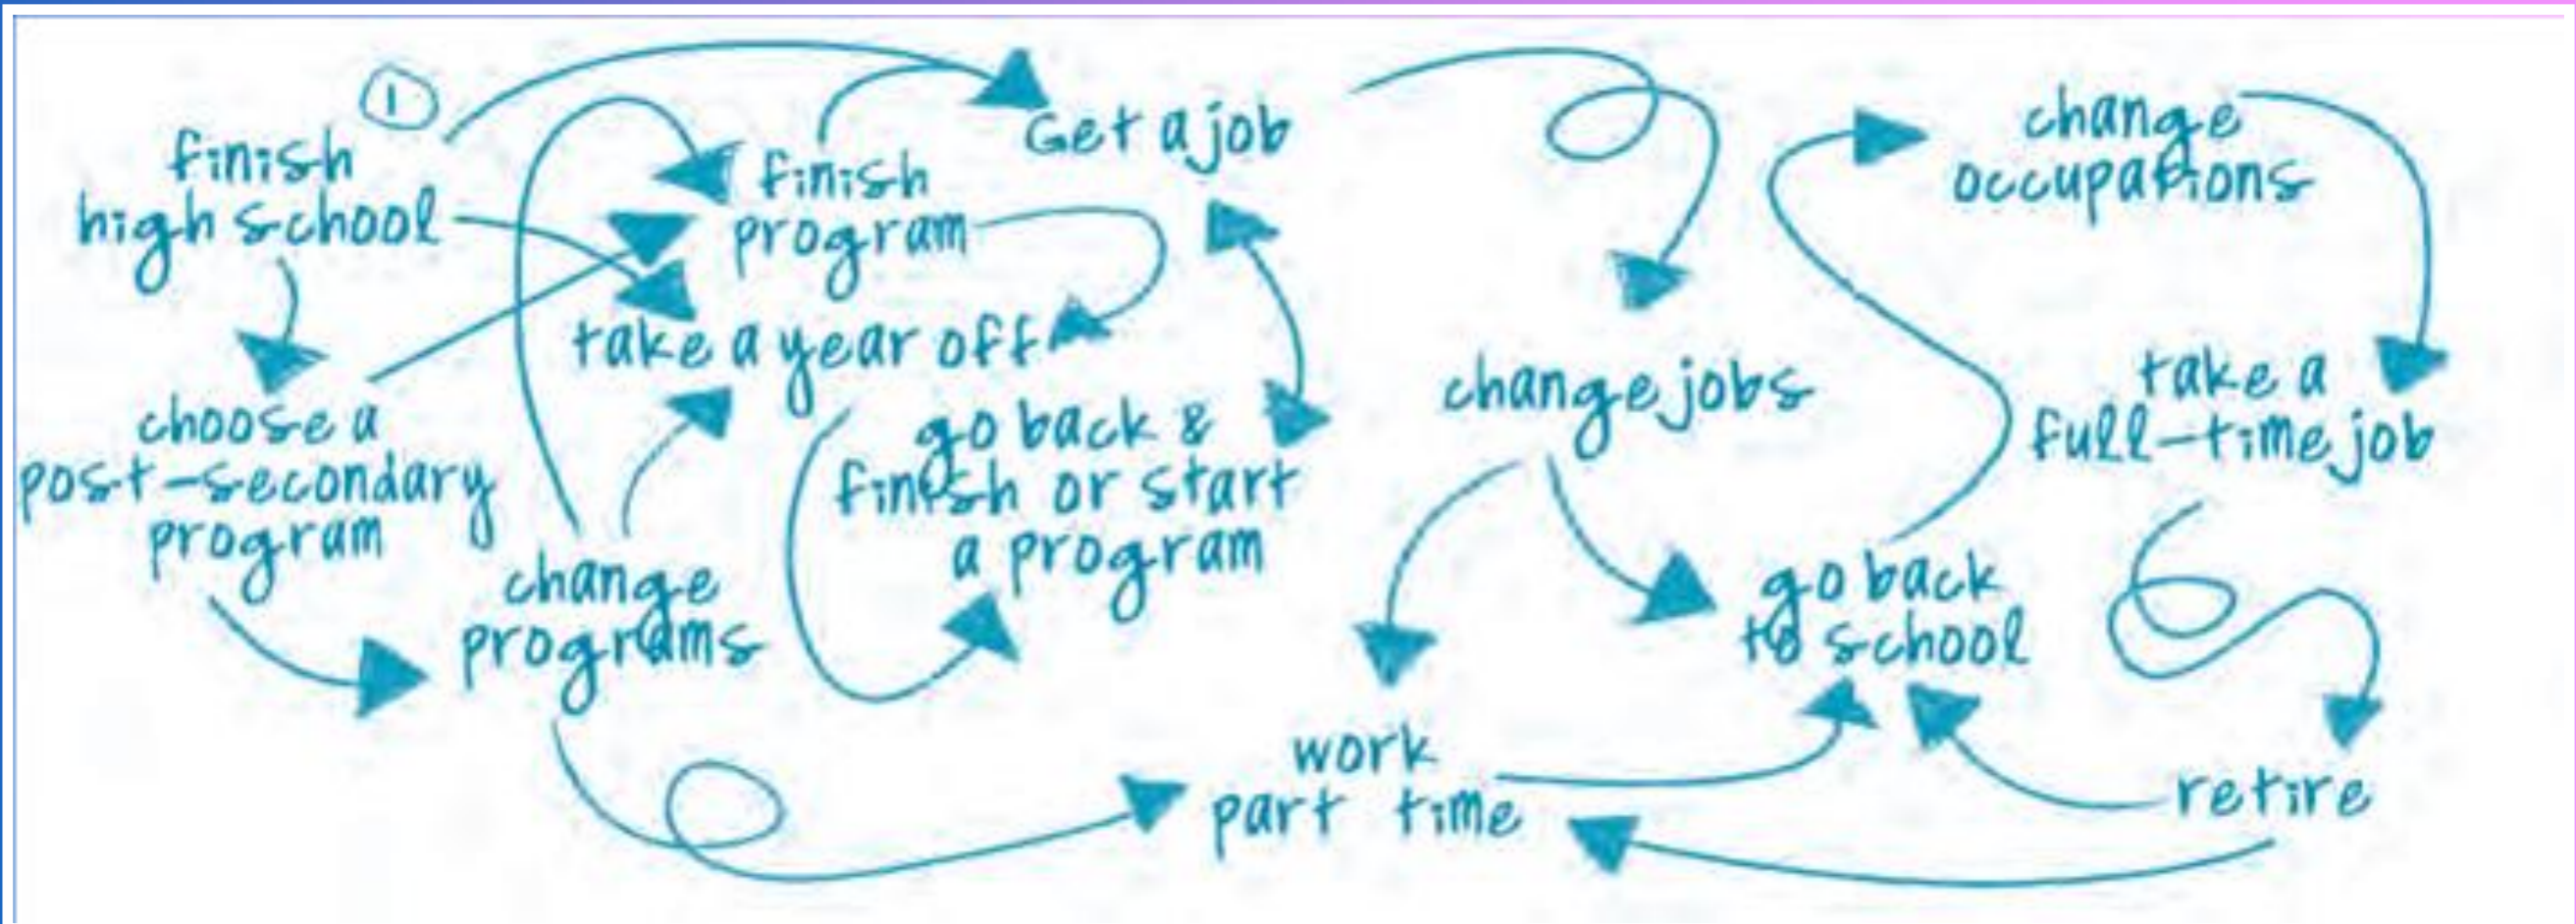 1
finish
high school
choose a
post-secondary
program
change
programs
finish
program
take a year off
Get a job
go back &
finish or start
a program
change jobs
work
part time
go back
to school
change
occupations
take a
full-time job
retire